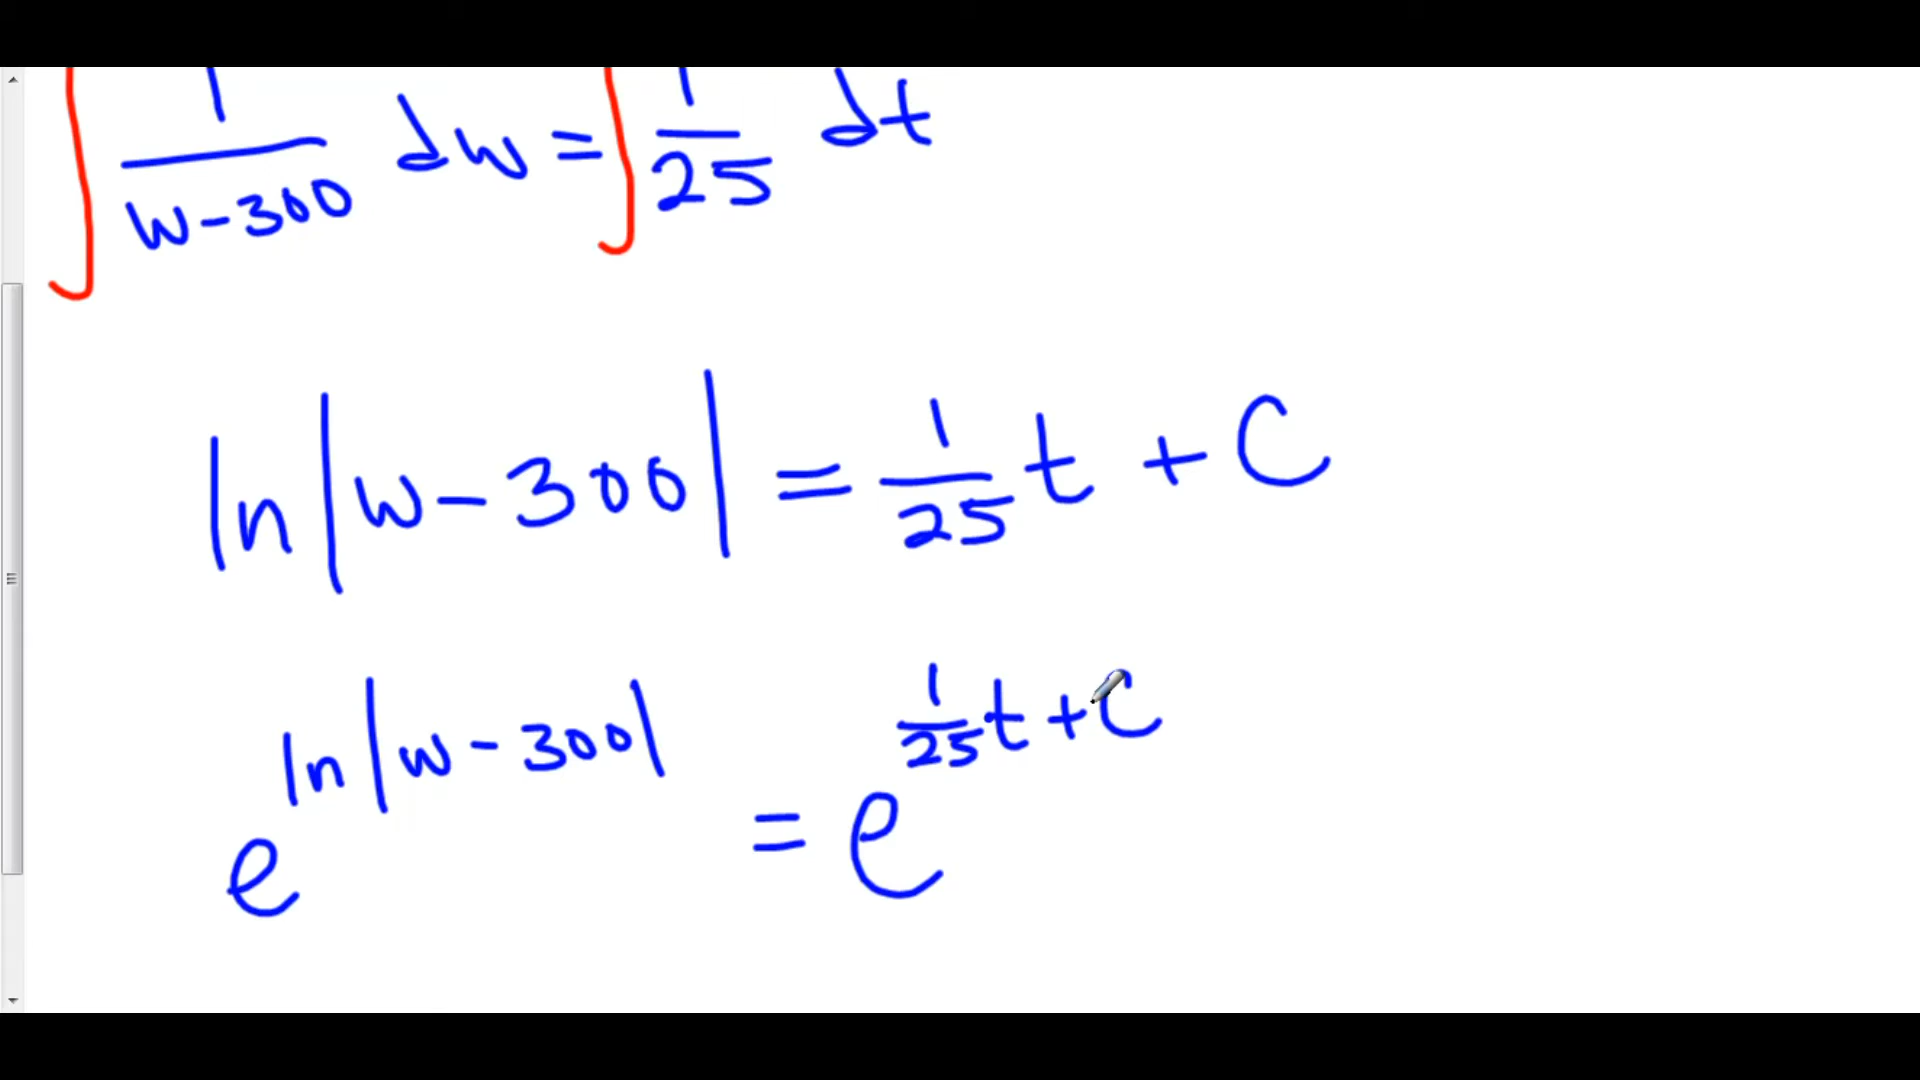 ∫ 1/(w-300) dw = ∫ 1/25 dt
ln|w-300| = 1/25 t + C
e^(ln|w-300|) = e^(1/25 t + C)